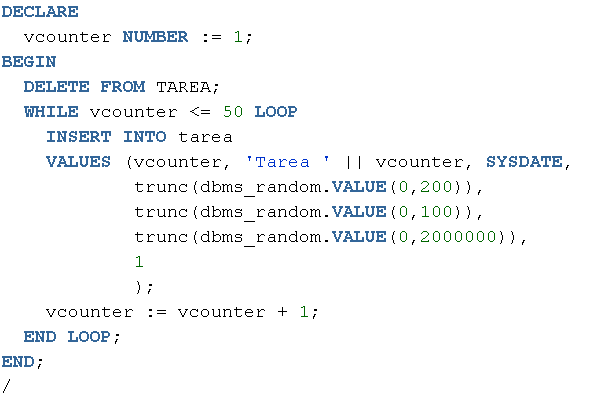 DECLARE
  vcounter NUMBER := 1;
BEGIN
  DELETE FROM TAREA;
  WHILE vcounter <= 50 LOOP
    INSERT INTO tarea
    VALUES (vcounter, 'Tarea ' || vcounter, SYSDATE,
            trunc(dbms_random.VALUE(0,200)),
            trunc(dbms_random.VALUE(0,100)),
            trunc(dbms_random.VALUE(0,2000000)),
            1
            );
    vcounter := vcounter + 1;
  END LOOP;
END;
/